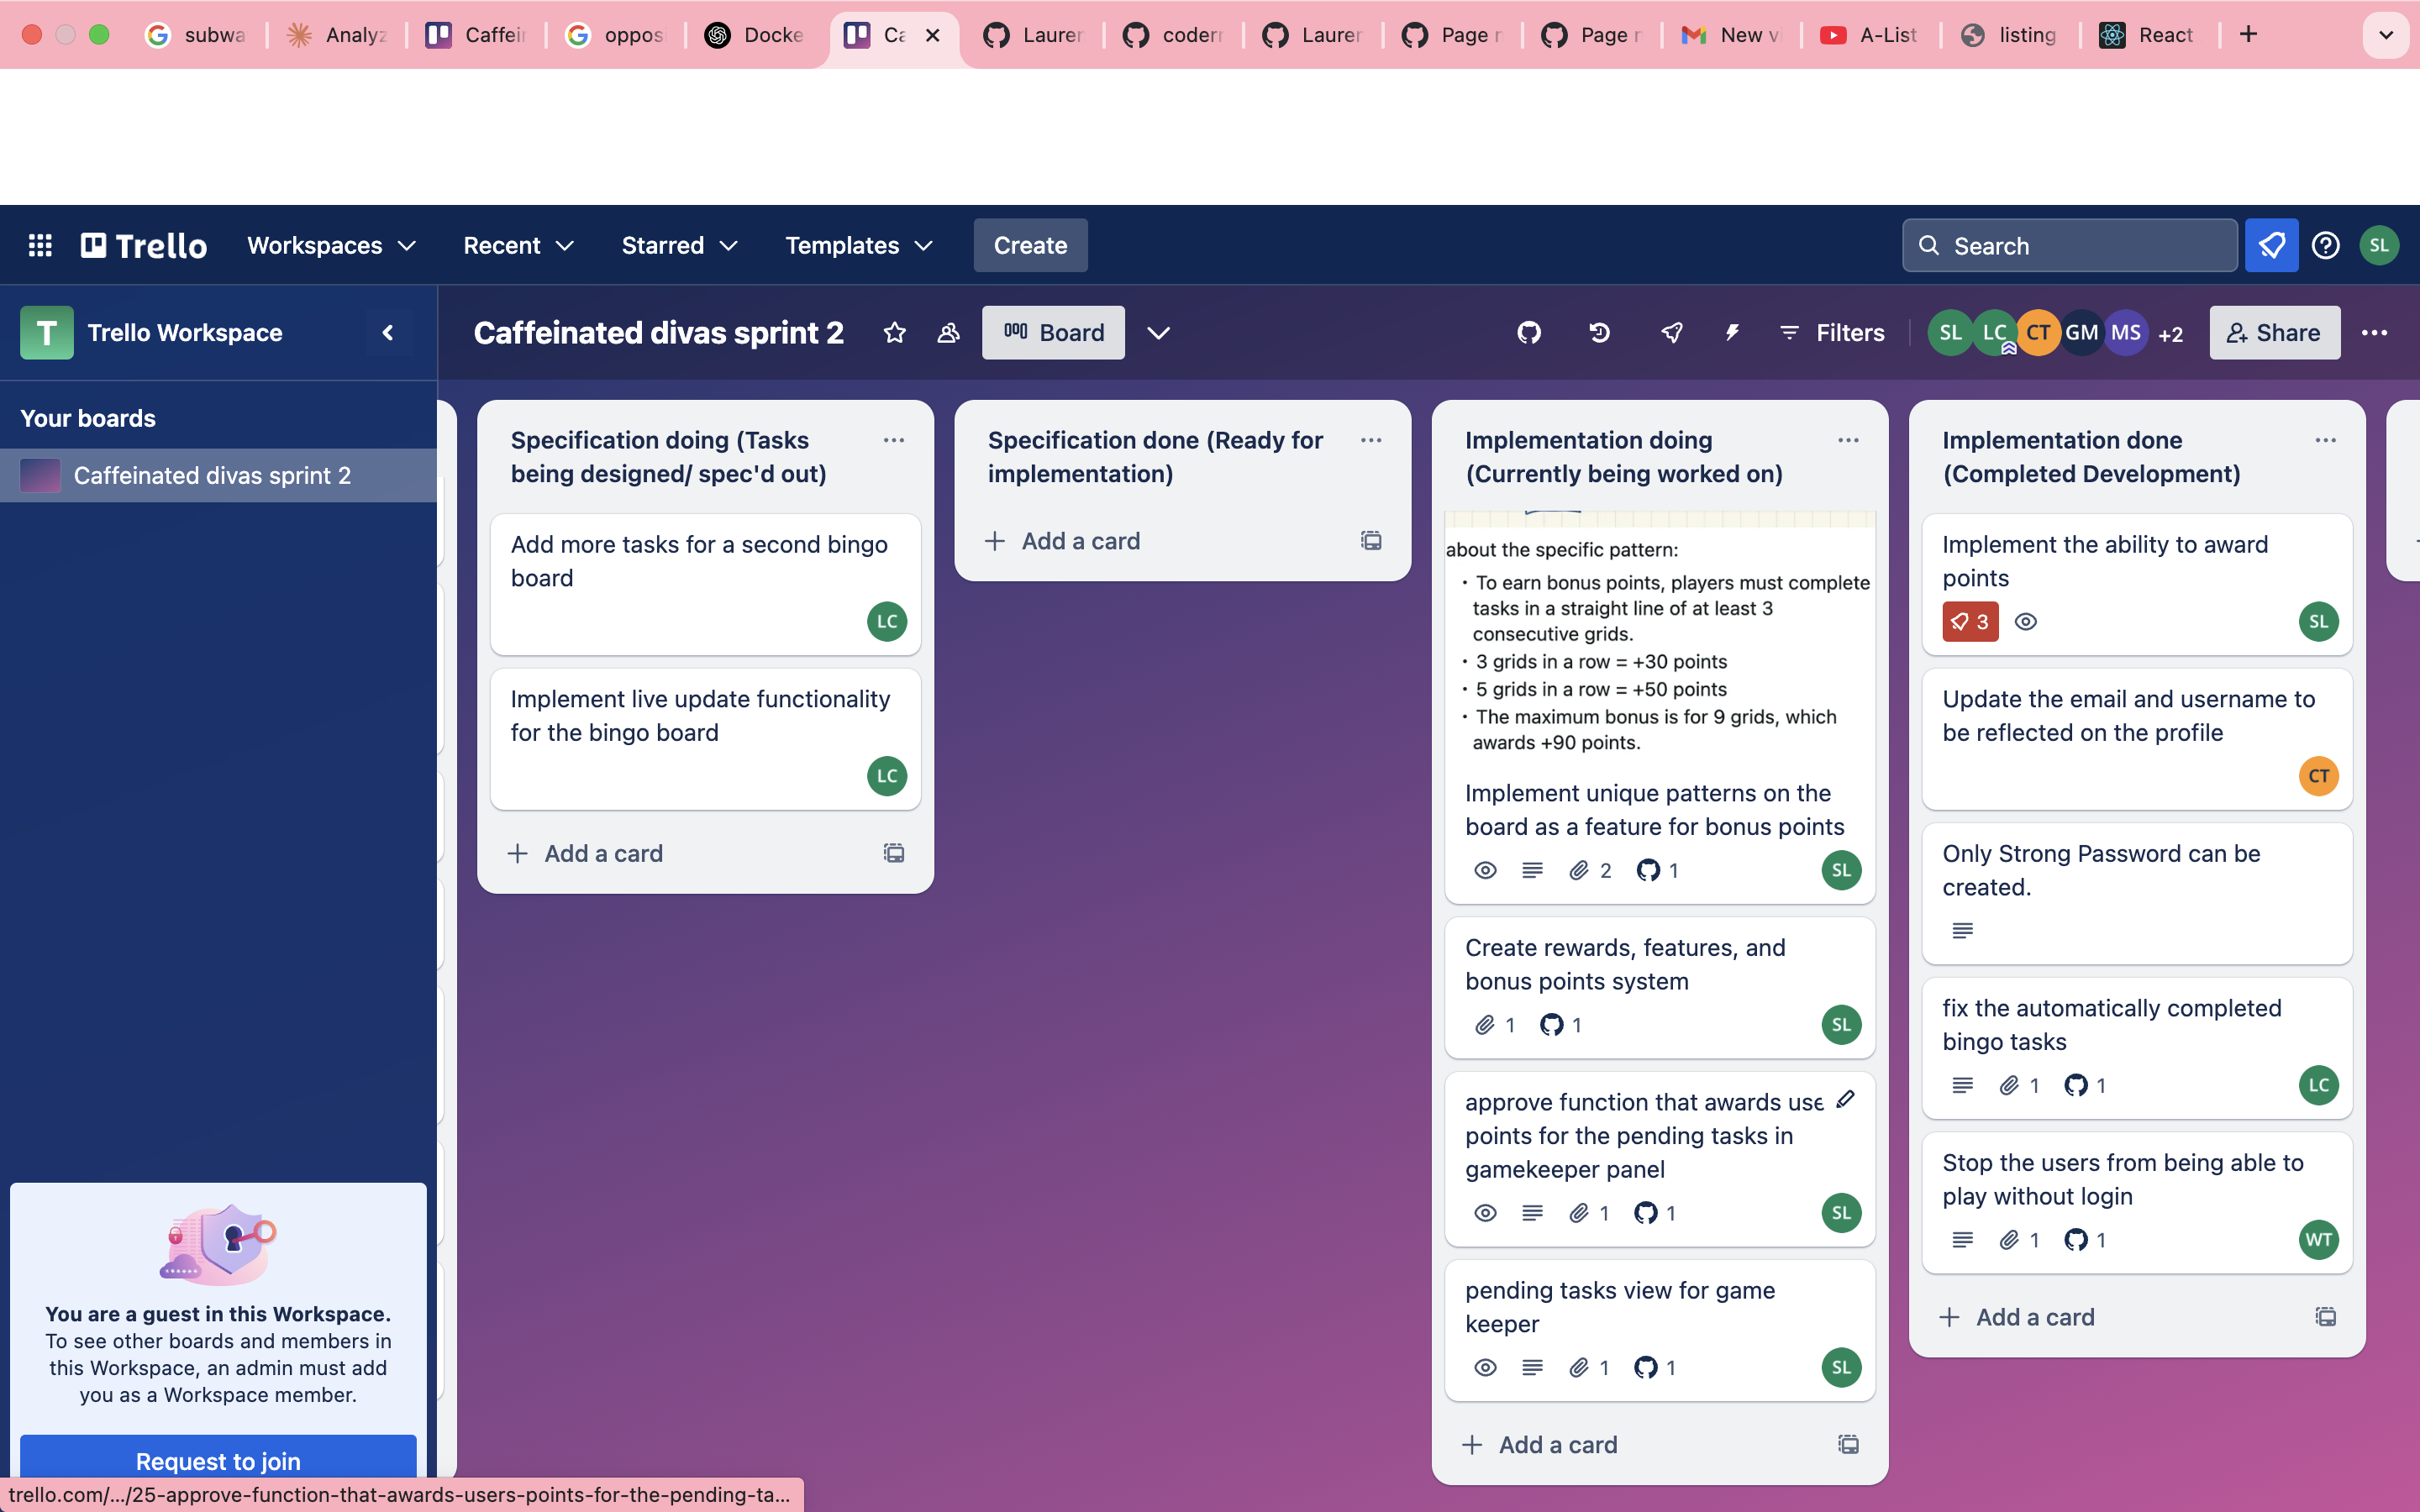 subwa
Analyz
Caffein
oppos
Docke
Ca
Lauren
codern
Lauren
Page n
Page n
New vi
A-List
listing
React
Trello
Workspaces
Recent
Starred
Templates
Create
Search
SL
T
Trello Workspace
Caffeinated divas sprint 2
Board
Filters
SL
LC
CT
GM
MS
+2
Share
Your boards
Caffeinated divas sprint 2
You are a guest in this Workspace.
To see other boards and members in
this Workspace, an admin must add
you as a Workspace member.
Request to join
trello.com/.../25-approve-function-that-awards-users-points-for-the-pending-ta...
Specification doing (Tasks
being designed/ spec'd out)
Add more tasks for a second bingo
board
LC
Implement live update functionality
for the bingo board
LC
+ Add a card
Specification done (Ready for
implementation)
+ Add a card
Implementation doing
(Currently being worked on)
about the specific pattern:
• To earn bonus points, players must complete
tasks in a straight line of at least 3
consecutive grids.
• 3 grids in a row = +30 points
• 5 grids in a row = +50 points
• The maximum bonus is for 9 grids, which
awards +90 points.
Implement unique patterns on the
board as a feature for bonus points
2
1
SL
Create rewards, features, and
bonus points system
1
1
SL
approve function that awards use
points for the pending tasks in
gamekeeper panel
1
1
SL
pending tasks view for game
keeper
1
1
SL
+ Add a card
Implementation done
(Completed Development)
Implement the ability to award
points
3
SL
Update the email and username to
be reflected on the profile
CT
Only Strong Password can be
created.
fix the automatically completed
bingo tasks
1
1
LC
Stop the users from being able to
play without login
1
1
WT
+ Add a card